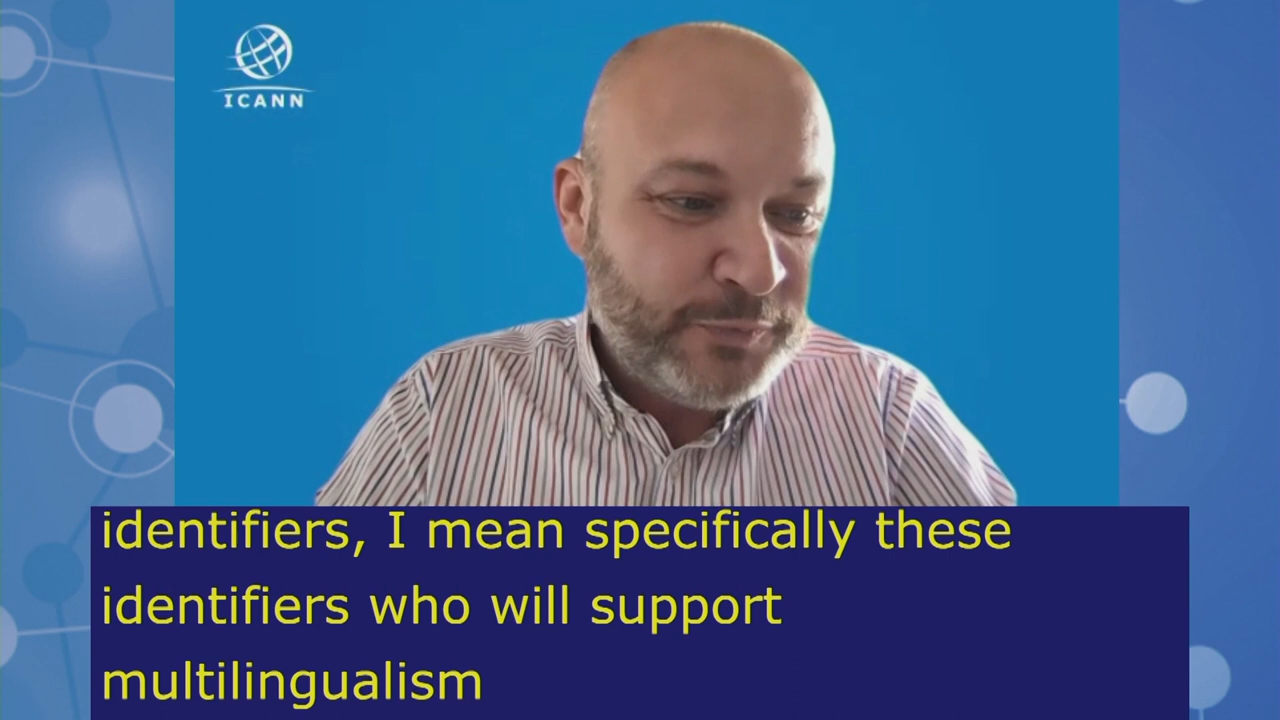 ICANN
identifiers, I mean specifically these
identifiers who will support
multilingualism